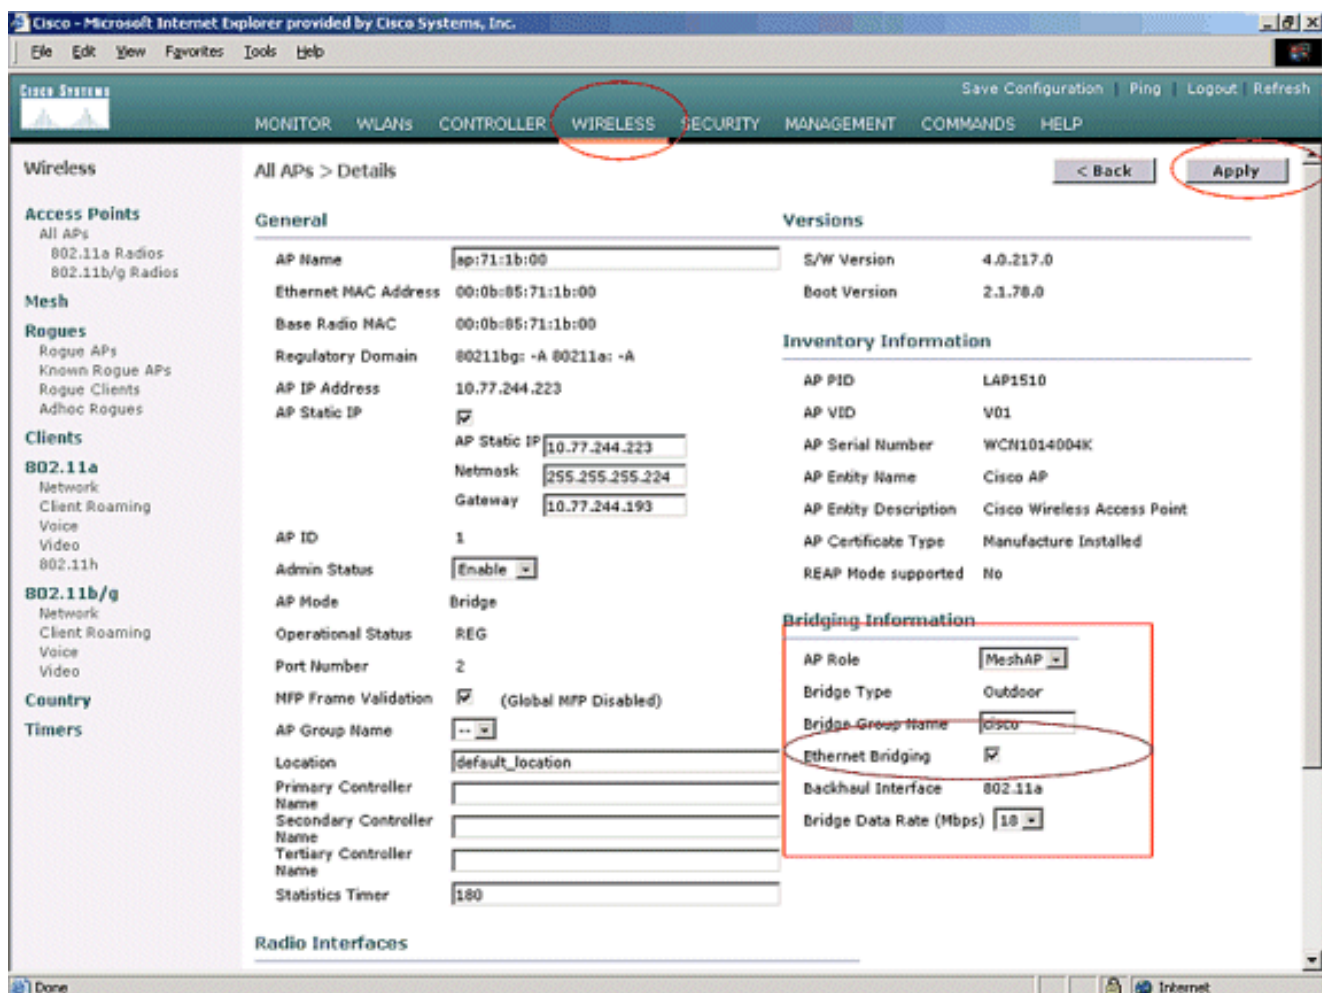 Cisco - Microsoft Internet Explorer provided by Cisco Systems, Inc.
File Edit View Favorites Tools Help
Cisco Systems
Save Configuration | Ping | Logout | Refresh
MONITOR WLANs CONTROLLER WIRELESS SECURITY MANAGEMENT COMMANDS HELP
Wireless
Access Points
All APs
802.11a Radios
802.11b/g Radios
Mesh
Rogues
Rogue APs
Known Rogue APs
Rogue Clients
Adhoc Rogues
Clients
802.11a
Network
Client Roaming
Voice
Video
802.11h
802.11b/g
Network
Client Roaming
Voice
Video
Country
Timers
All APs > Details
< Back Apply
General
AP Name ap:71:1b:00
Ethernet MAC Address 00:0b:85:71:1b:00
Base Radio MAC 00:0b:85:71:1b:00
Regulatory Domain 80211bg: -A 80211a: -A
AP IP Address 10.77.244.223
AP Static IP
AP Static IP 10.77.244.223
Netmask 255.255.255.224
Gateway 10.77.244.193
AP ID 1
Admin Status Enable
AP Mode Bridge
Operational Status REG
Port Number 2
MFP Frame Validation (Global MFP Disabled)
AP Group Name --
Location default_location
Primary Controller
Name
Secondary Controller
Name
Tertiary Controller
Name
Statistics Timer 180
Radio Interfaces
Versions
S/W Version 4.0.217.0
Boot Version 2.1.78.0
Inventory Information
AP PID LAP1510
AP VID V01
AP Serial Number WCN1014004K
AP Entity Name Cisco AP
AP Entity Description Cisco Wireless Access Point
AP Certificate Type Manufacture Installed
REAP Mode supported No
Bridging Information
AP Role MeshAP
Bridge Type Outdoor
Bridge Group Name cisco
Ethernet Bridging
Backhaul Interface 802.11a
Bridge Data Rate (Mbps) 18
Done
Internet